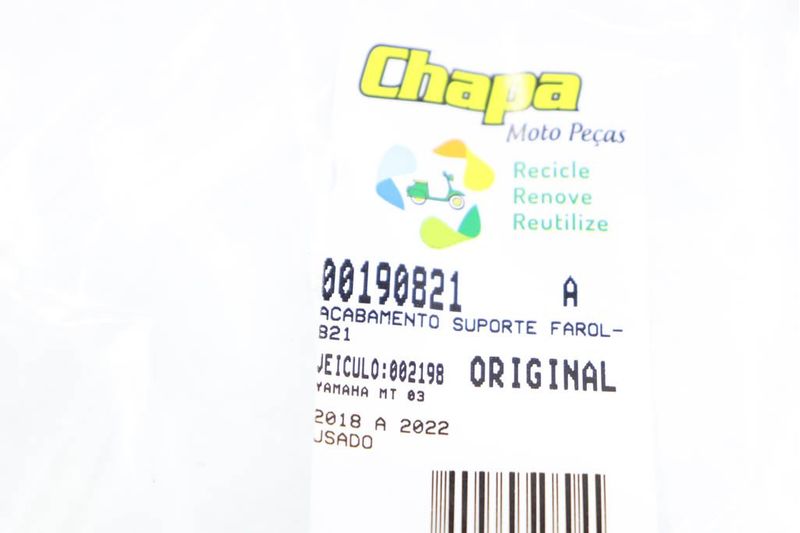 Chapa
Moto Peças
Recicle
Renove
Reutilize
00190821 A
ACABAMENTO SUPORTE FAROL-
821
VEICULO:002198 ORIGINAL
YAMAHA MT 03
2018 A 2022
USADO